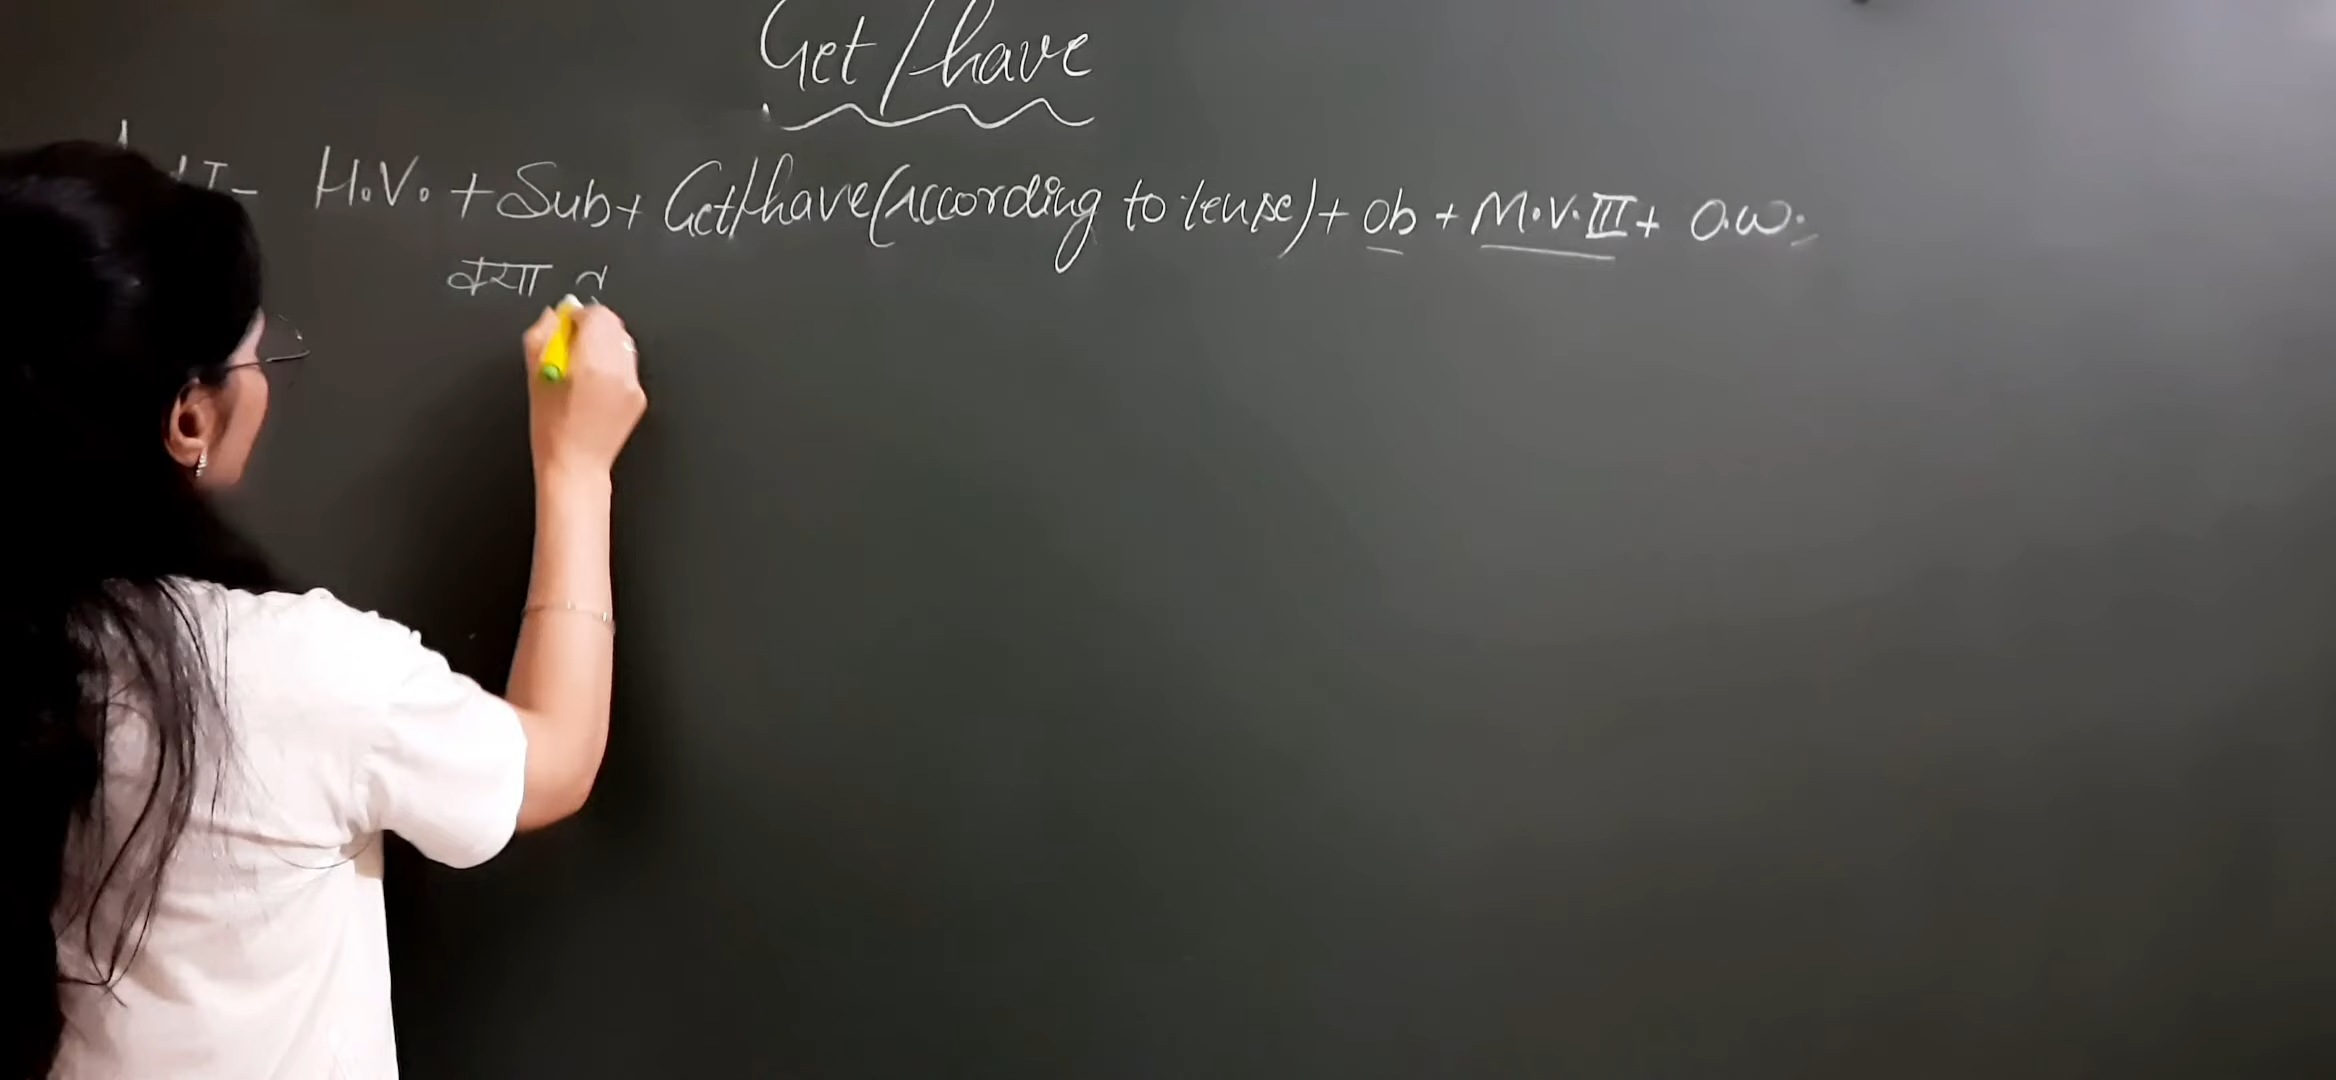 Get/have
H.V. + Sub + Get/have (According to tense) + Ob + M.V.III + O.W.
क्या